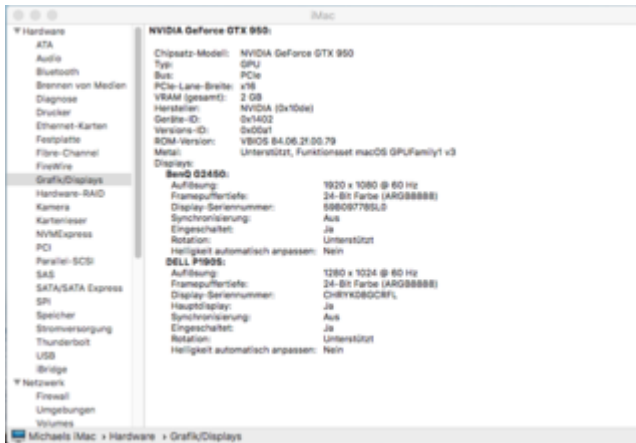 iMac
Hardware
ATA
Audio
Bluetooth
Brennen von Medien
Diagnose
Drucker
Ethernet-Karten
Festplatte
Fibre-Channel
FireWire
Grafik/Displays
Hardware-RAID
Kamera
Kartenleser
NVMExpress
PCI
Parallel-SCSI
SAS
SATA/SATA Express
SPI
Speicher
Stromversorgung
Thunderbolt
USB
iBridge
Netzwerk
Firewall
Umgebungen
Volumes
NVIDIA GeForce GTX 950:
Chipsatz-Modell: NVIDIA GeForce GTX 950
Typ: GPU
Bus: PCIe
PCIe-Lane-Breite: x16
VRAM (gesamt): 2 GB
Hersteller: NVIDIA (0x10de)
Geräte-ID: 0x1402
Versions-ID: 0x00a1
ROM-Version: VBIOS 84.06.2f.00.79
Metal: Unterstützt, Funktionsset macOS GPUFamily1 v3
Displays:
BenQ G2450:
Auflösung: 1920 x 1080 @ 60 Hz
Framepuffertiefe: 24-Bit Farbe (ARGB8888)
Display-Seriennummer:
Synchronisierung: Aus
Eingeschaltet: Ja
Rotation: Unterstützt
Helligkeit automatisch anpassen: Nein
DELL P190S:
Auflösung: 1280 x 1024 @ 60 Hz
Framepuffertiefe: 24-Bit Farbe (ARGB8888)
Display-Seriennummer:
Hauptdisplay: Ja
Synchronisierung: Aus
Eingeschaltet: Ja
Rotation: Unterstützt
Helligkeit automatisch anpassen: Nein
Michaels iMac › Hardware › Grafik/Displays